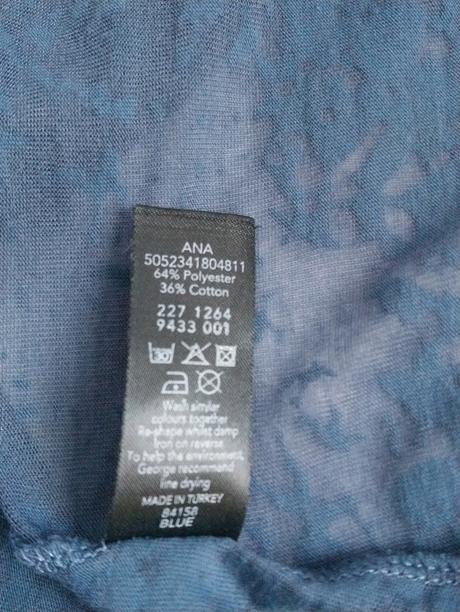 ANA
5052341804811
64% Polyester
36% Cotton
227 1264
9433 001
30
Wash similar
colours together
Re-shape whilst damp
Iron on reverse
To help the environment,
George recommend
line drying
MADE IN TURKEY
84158
BLUE